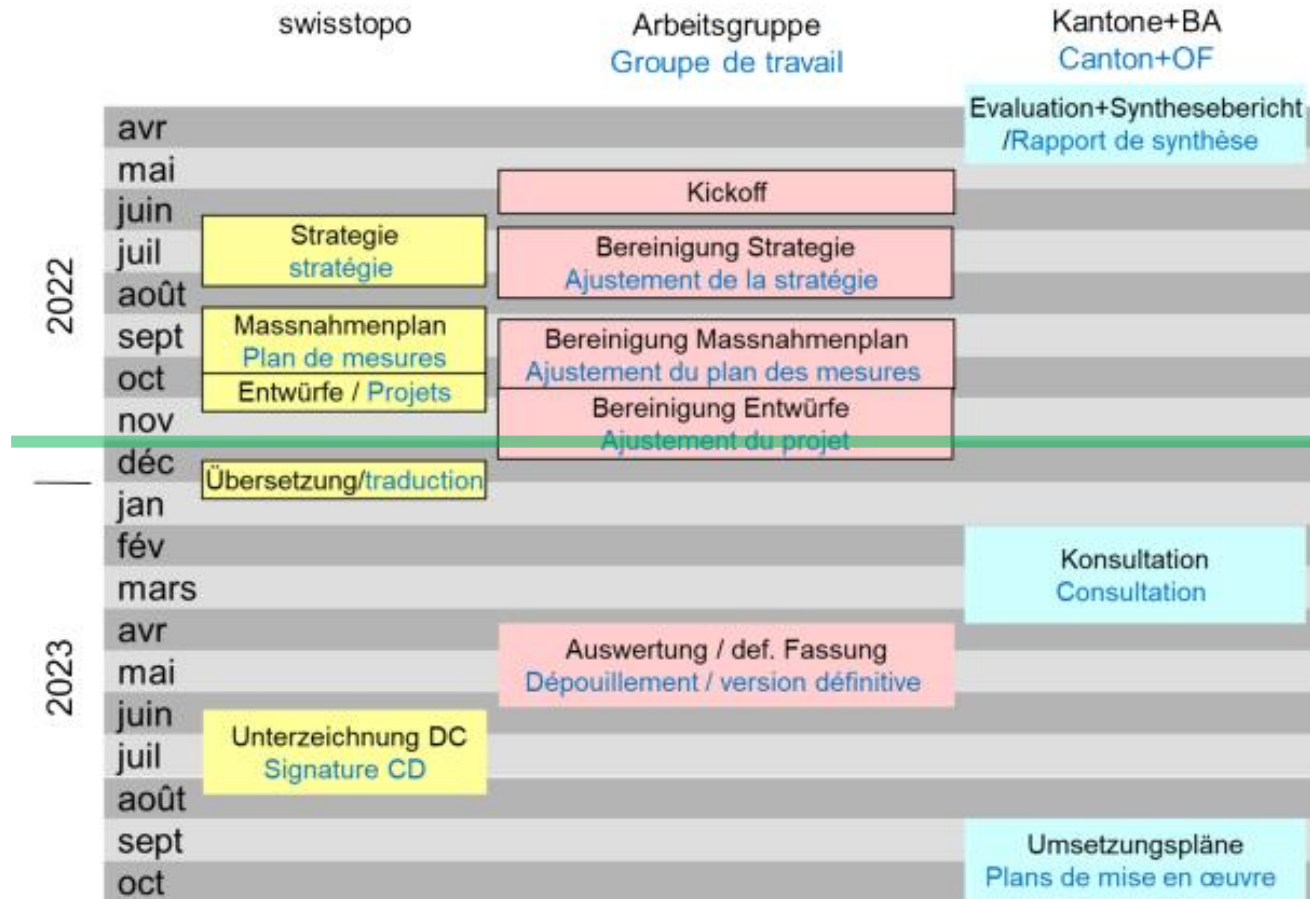 swisstopo
Arbeitsgruppe
Groupe de travail
Kantone+BA
Canton+OF
2022
avr
mai
juin
juil
août
sept
oct
nov
déc
2023
jan
fév
mars
avr
mai
juin
juil
août
sept
oct
Strategie
stratégie
Massnahmenplan
Plan de mesures
Entwürfe / Projets
Übersetzung/traduction
Unterzeichnung DC
Signature CD
Kickoff
Bereinigung Strategie
Ajustement de la stratégie
Bereinigung Massnahmenplan
Ajustement du plan des mesures
Bereinigung Entwürfe
Ajustement du projet
Auswertung / def. Fassung
Dépouillement / version définitive
Evaluation+Synthesebericht
/Rapport de synthèse
Konsultation
Consultation
Umsetzungspläne
Plans de mise en œuvre